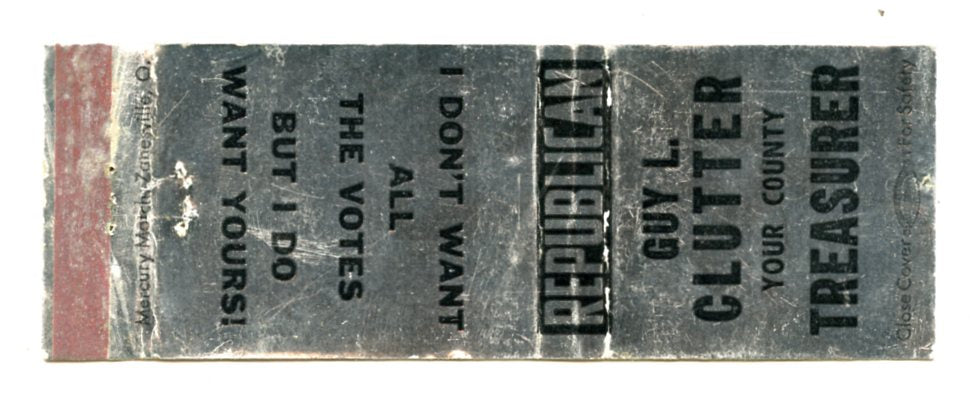 I DON'T WANT
ALL
THE VOTES
BUT I DO
WANT YOURS!
Mercury Match, Zanesville, O.
REPUBLICAN
GUY L.
CLUTTER
YOUR COUNTY
TREASURER
Close Cover For Safety